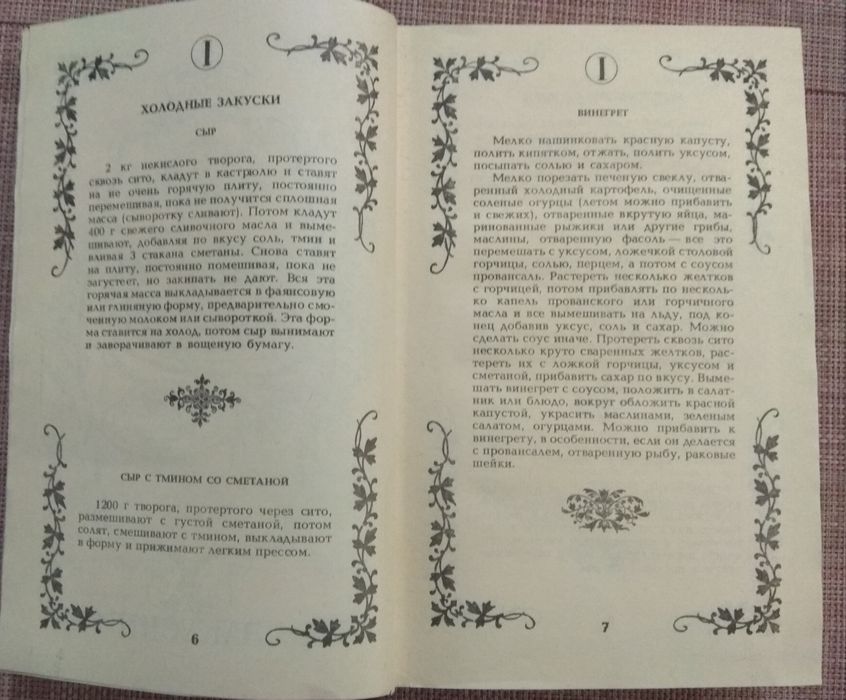 I
ХОЛОДНЫЕ ЗАКУСКИ
СЫР
2 кг некислого творога, протертого
сквозь сито, кладут в кастрюлю и ставят
на не очень горячую плиту, постоянно
перемешивая, пока не получится сплошная
масса (сыворотку сливают). Потом кладут
400 г свежего сливочного масла и выме-
шивают, добавляя по вкусу соль, тмин и
вливая 3 стакана сметаны. Снова ставят
на плиту, постоянно помешивая, пока не
загустеет, но закипать не дают. Вся эта
горячая масса выкладывается в фаянсовую
или глиняную форму, предварительно смо-
ченную молоком или сывороткой. Эта фор-
ма ставится на холод, потом сыр вынимают
и заворачивают в вощеную бумагу.
СЫР С ТМИНОМ СО СМЕТАНОЙ
1200 г творога, протертого через сито,
размешивают с густой сметаной, потом
солят, смешивают с тмином, выкладывают
в форму и прижимают легким прессом.
6
I
ВИНЕГРЕТ
Мелко нашинковать красную капусту,
полить кипятком, отжать, полить уксусом,
посыпать солью и сахаром.
Мелко порезать печеную свеклу, отва-
ренный холодный картофель, очищенные
соленые огурцы (летом можно прибавить
и свежих), отваренные вкрутую яйца, ма-
ринованные рыжики или другие грибы,
маслины, отваренную фасоль — все это
перемешать с уксусом, ложечкой столовой
горчицы, солью, перцем, а потом с соусом
провансаль. Растереть несколько желтков
с горчицей, потом прибавлять по несколь-
ко капель прованского или горчичного
масла и все вымешивать на льду, под ко-
нец добавив уксус, соль и сахар. Можно
сделать соус иначе. Протереть сквозь сито
несколько круто сваренных желтков, рас-
тереть их с ложкой горчицы, уксусом и
сметаной, прибавить сахар по вкусу. Выме-
шать винегрет с соусом, положить в салат-
ник или блюдо, вокруг обложить красной
капустой, украсить маслинами, зеленым
салатом, огурцами. Можно прибавить к
винегрету, в особенности, если он делается
с провансалем, отваренную рыбу, раковые
шейки.
7